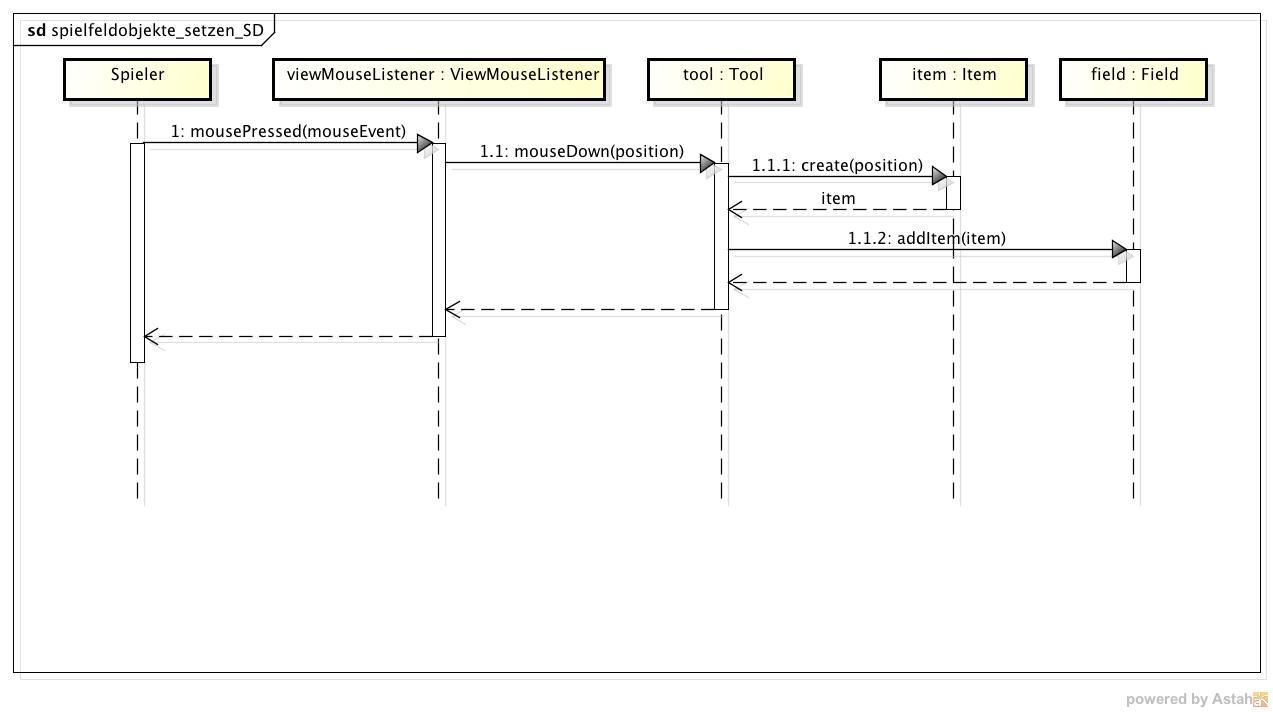 sd spielfeldobjekte_setzen_SD
Spieler
viewMouseListener : ViewMouseListener
tool : Tool
item : Item
field : Field
1: mousePressed(mouseEvent)
1.1: mouseDown(position)
1.1.1: create(position)
item
1.1.2: addItem(item)
powered by Astah